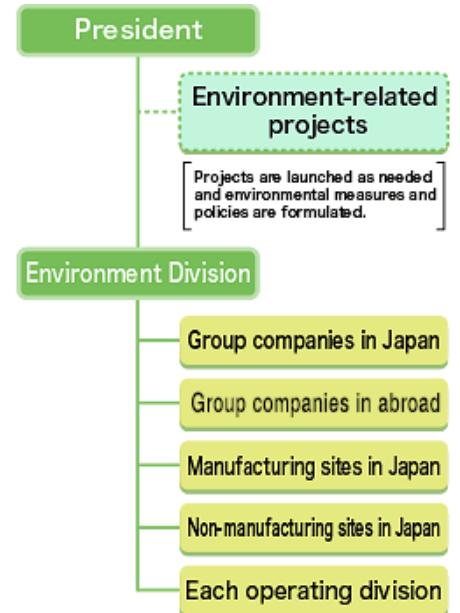 President
Environment-related
projects
Projects are launched as needed
and environmental measures and
policies are formulated.
Environment Division
Group companies in Japan
Group companies in abroad
Manufacturing sites in Japan
Non-manufacturing sites in Japan
Each operating division